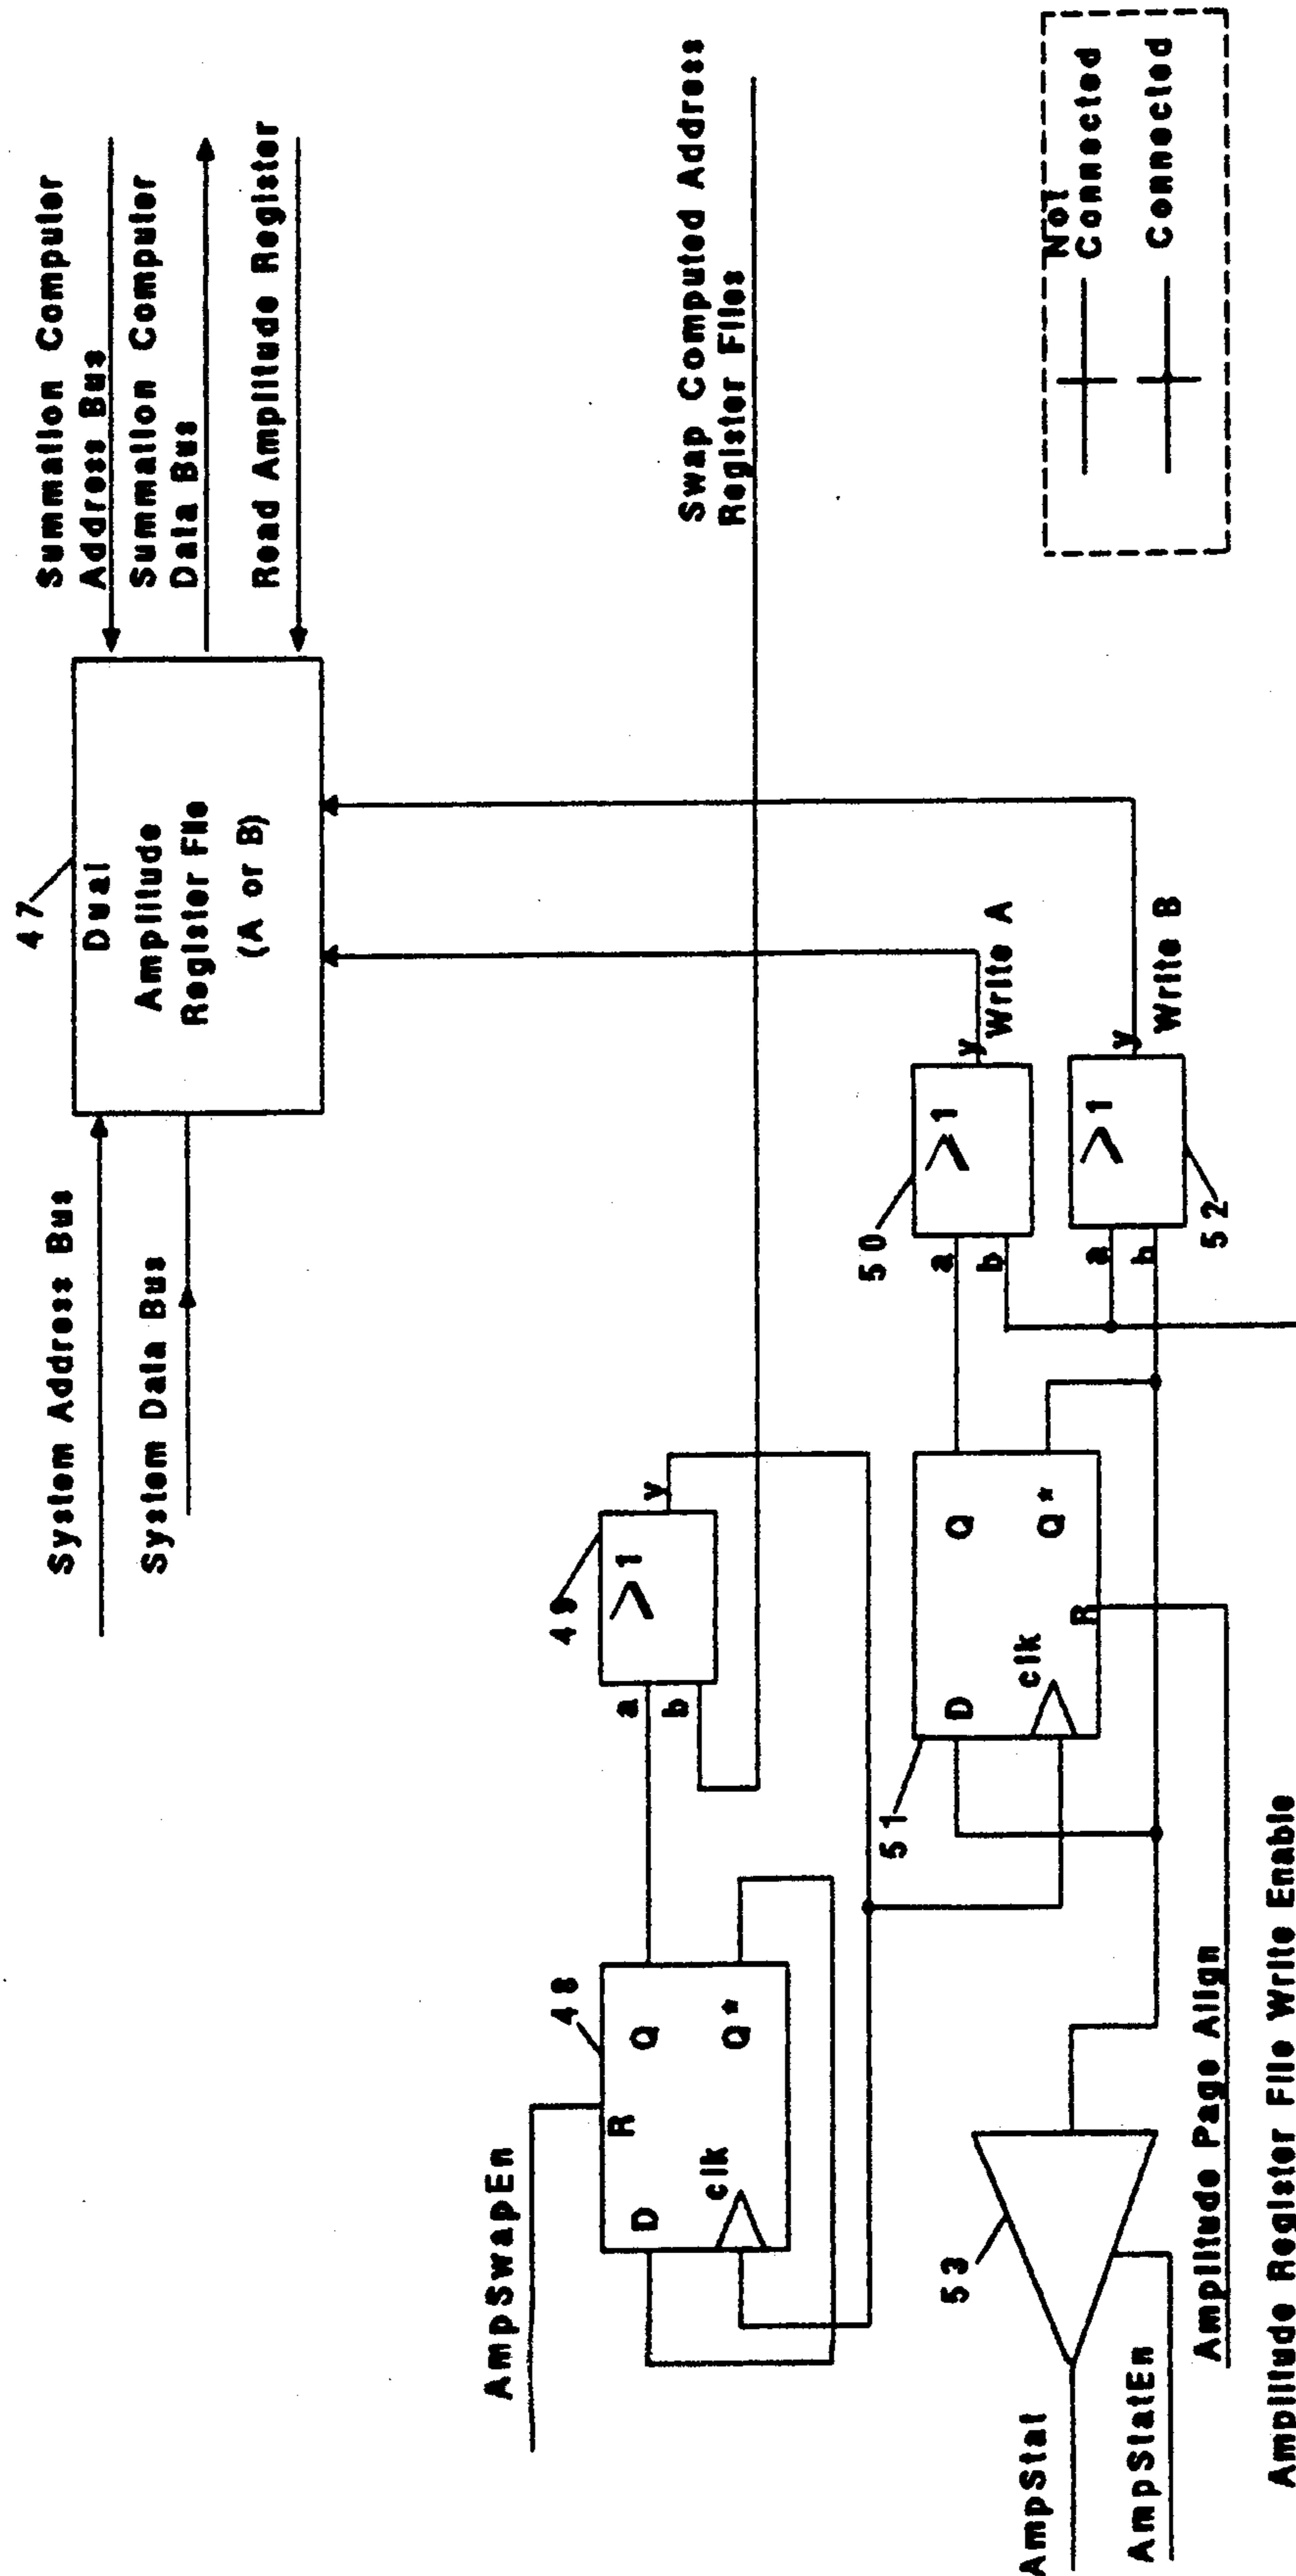 47
Dual
Amplitude
Register File
(A or B)
System Address Bus
System Data Bus
Summation Computer
Address Bus
Summation Computer
Data Bus
Read Amplitude Register
AmpSwapEn
48
R
D
Q
clk
Q*
49
>1
a
b
y
Swap Computed Address
Register Files
51
D
Q
clk
Q*
R
50
>1
a
b
y
Write A
52
>1
a
b
y
Write B
53
AmpStat
AmpStatEn
Amplitude Page Align
Amplitude Register File Write Enable
Not
Connected
Connected